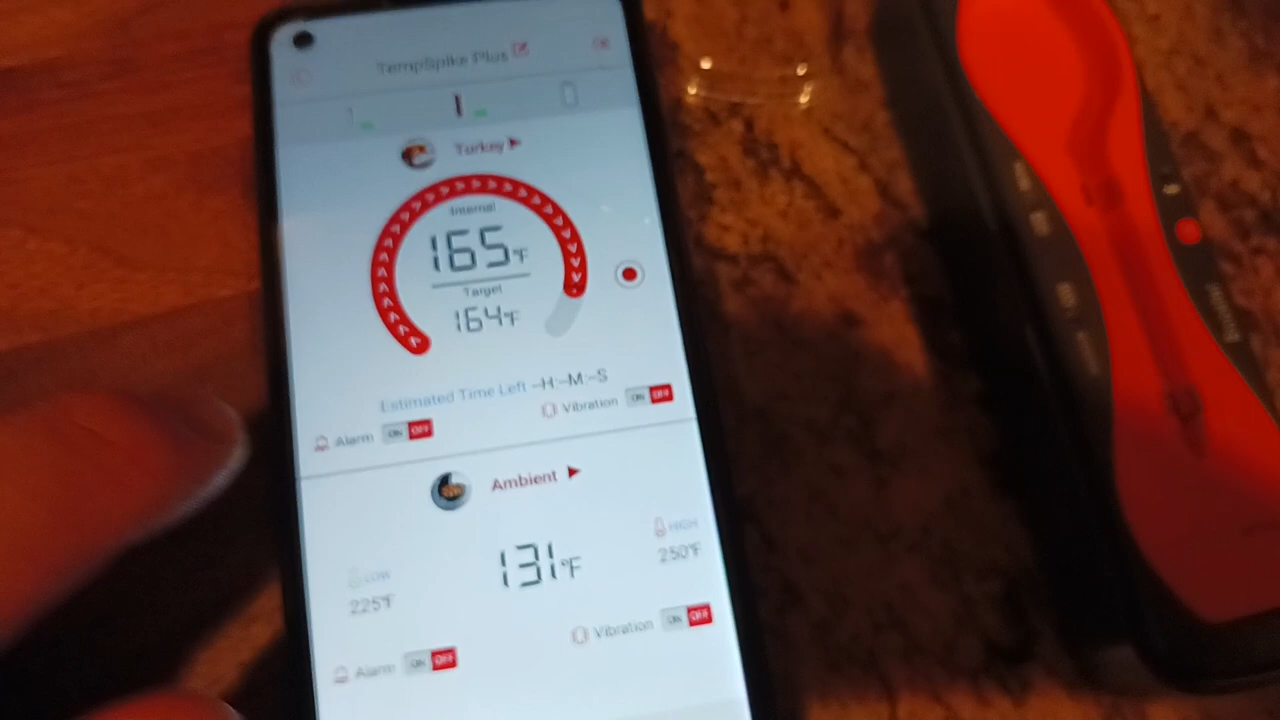 TempSpike Plus
Turkey
Internal
165°F
Target
164°F
Estimated Time Left --H:--M:--S
Alarm ON OFF
Vibration ON OFF
Ambient
LOW
225°F
131°F
HIGH
250°F
Alarm ON OFF
Vibration ON OFF
Booster